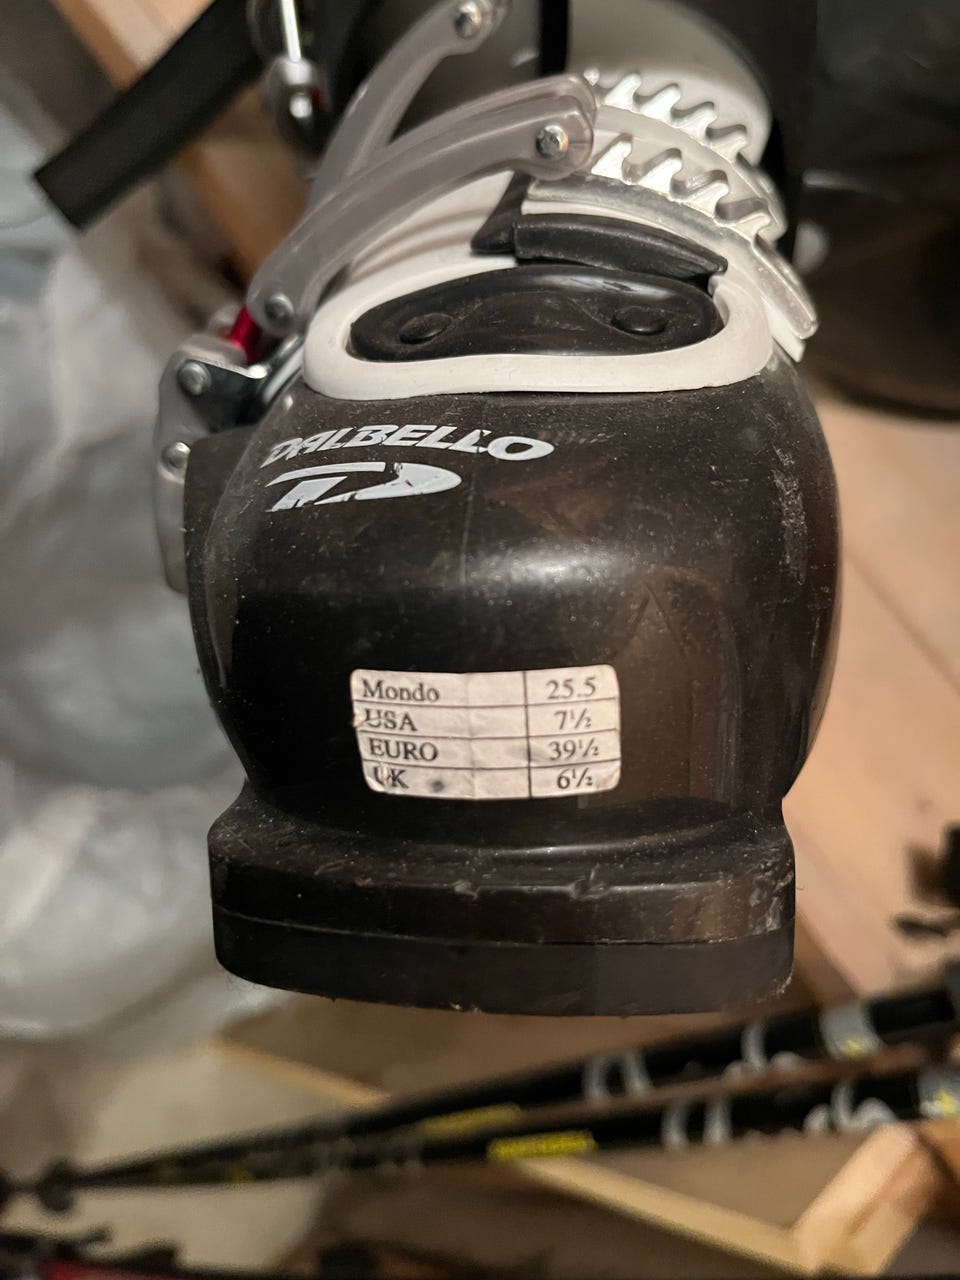 DALBELLO
Mondo 25.5
USA 7½
EURO 39½
UK 6½